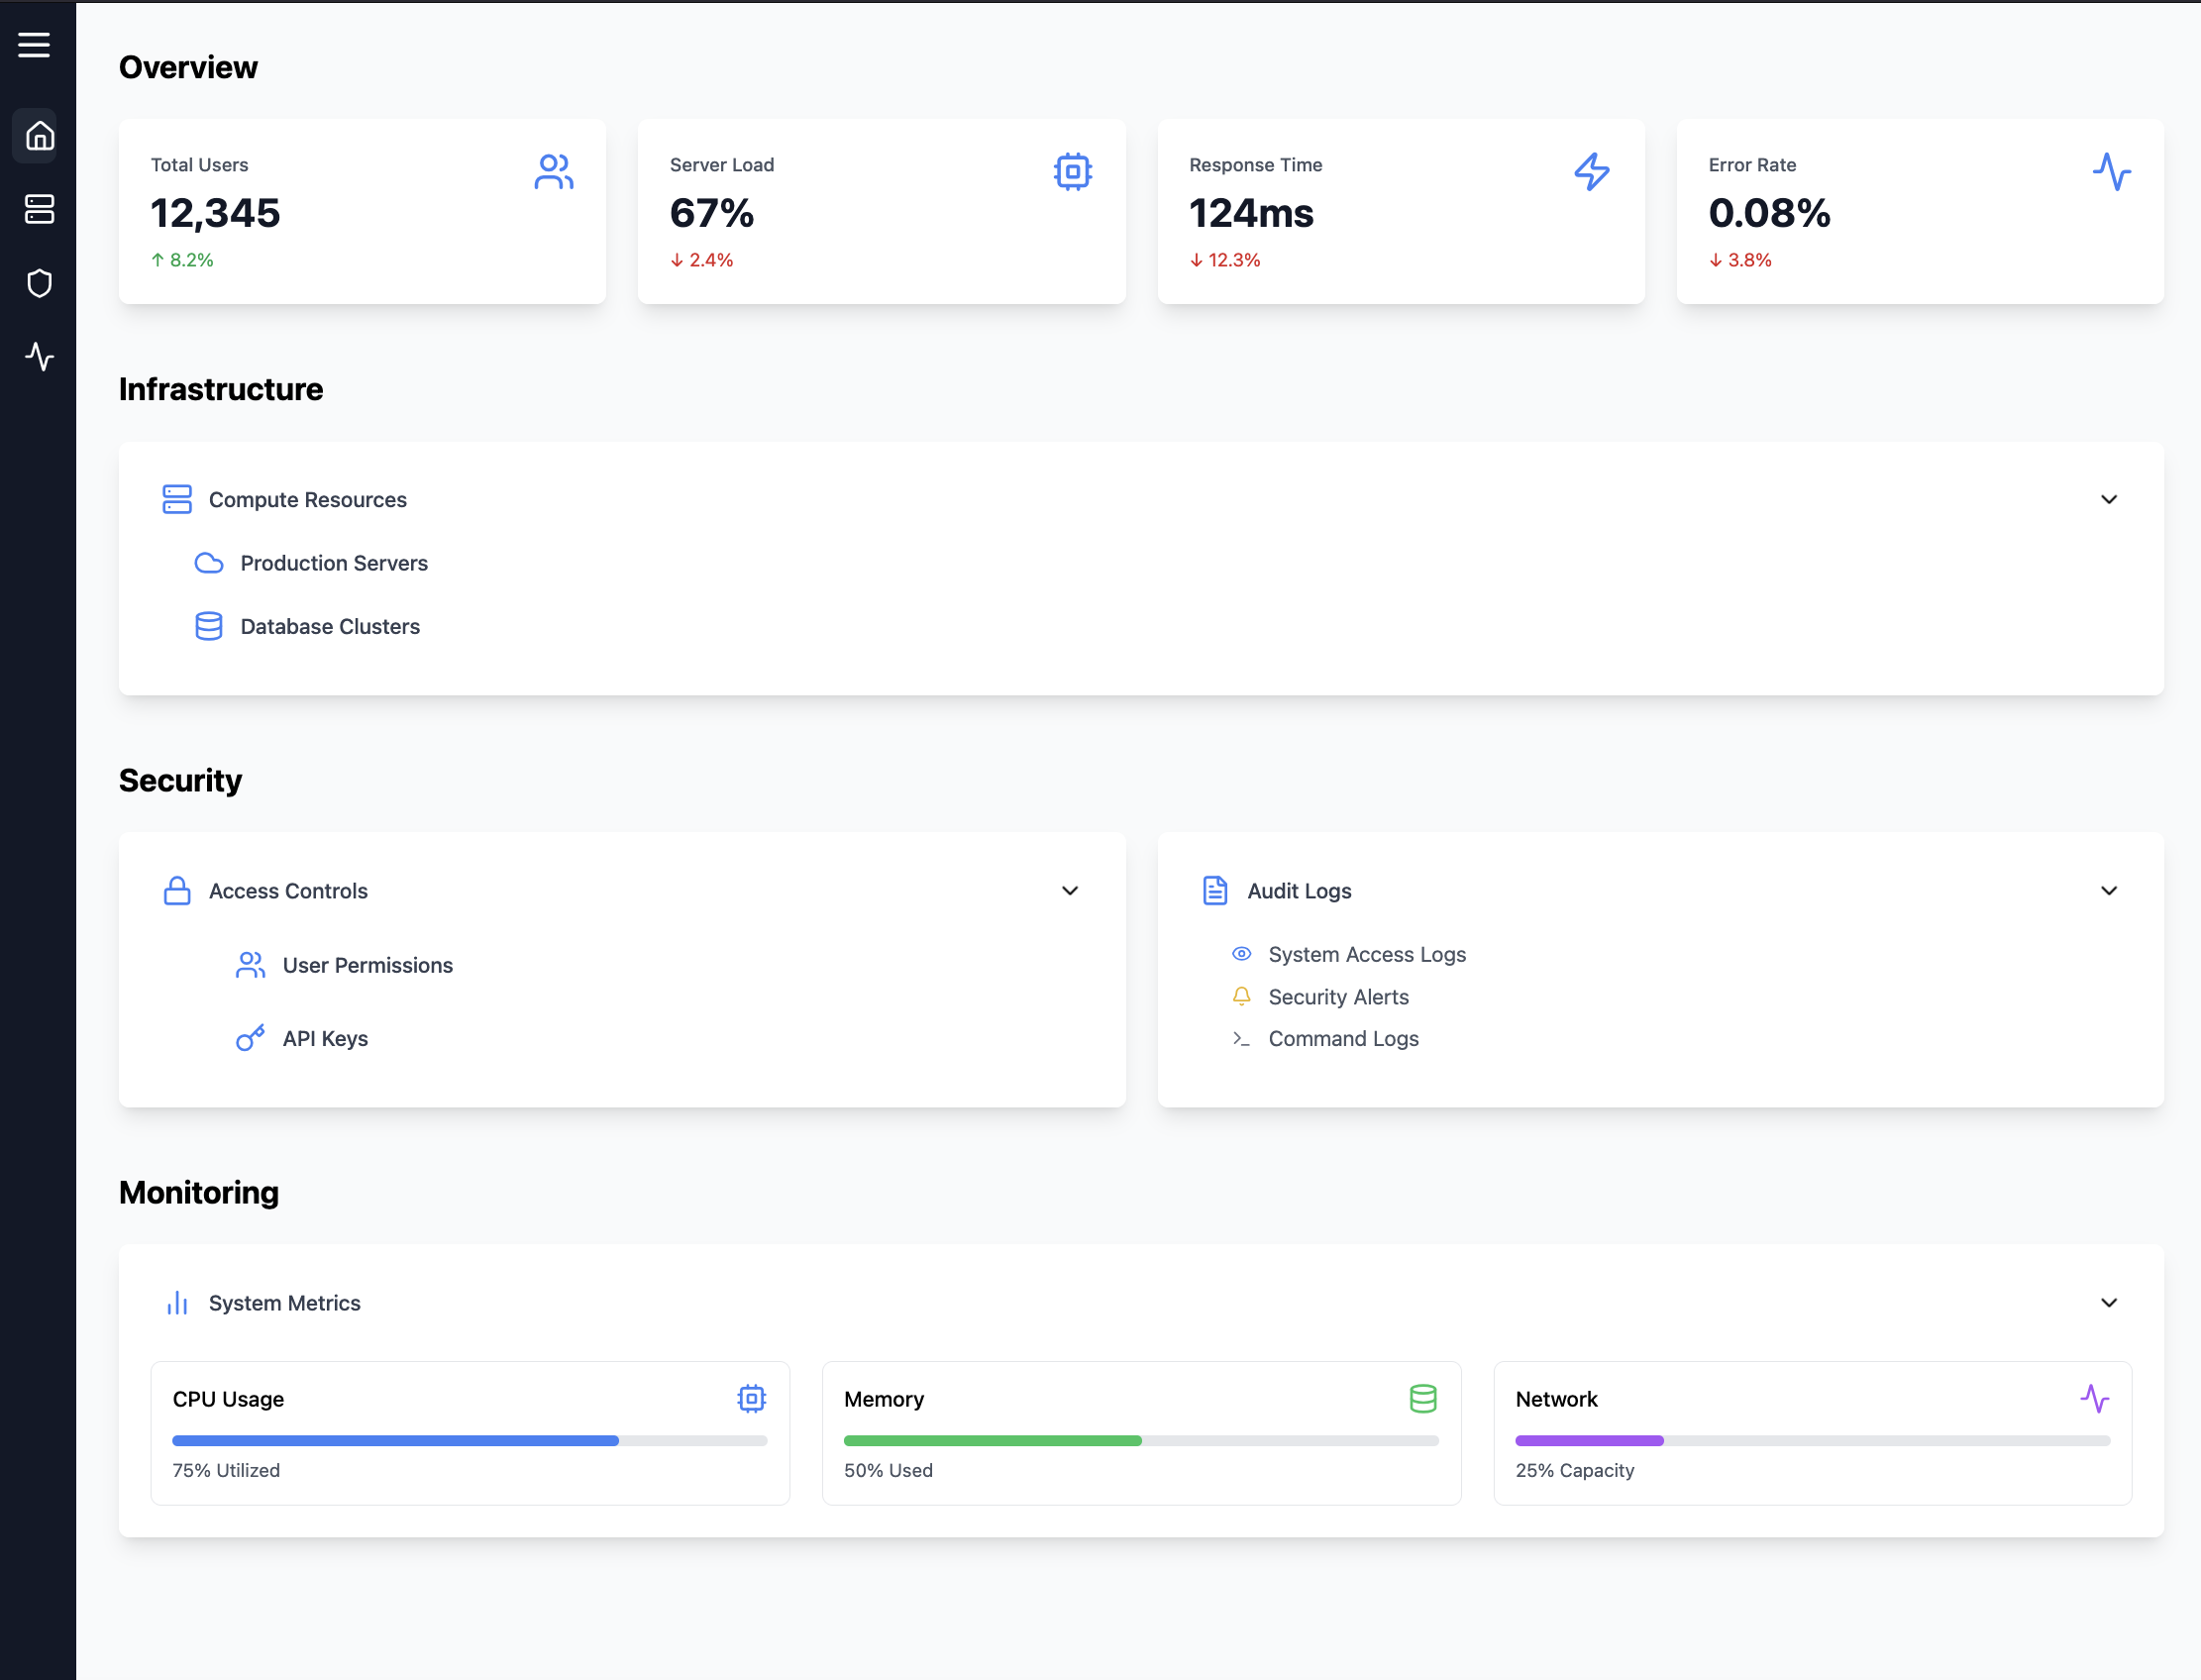 Overview
Total Users
12,345
↑ 8.2%
Server Load
67%
↓ 2.4%
Response Time
124ms
↓ 12.3%
Error Rate
0.08%
↓ 3.8%
Infrastructure
Compute Resources
Production Servers
Database Clusters
Security
Access Controls
User Permissions
API Keys
Audit Logs
System Access Logs
Security Alerts
Command Logs
Monitoring
System Metrics
CPU Usage
75% Utilized
Memory
50% Used
Network
25% Capacity